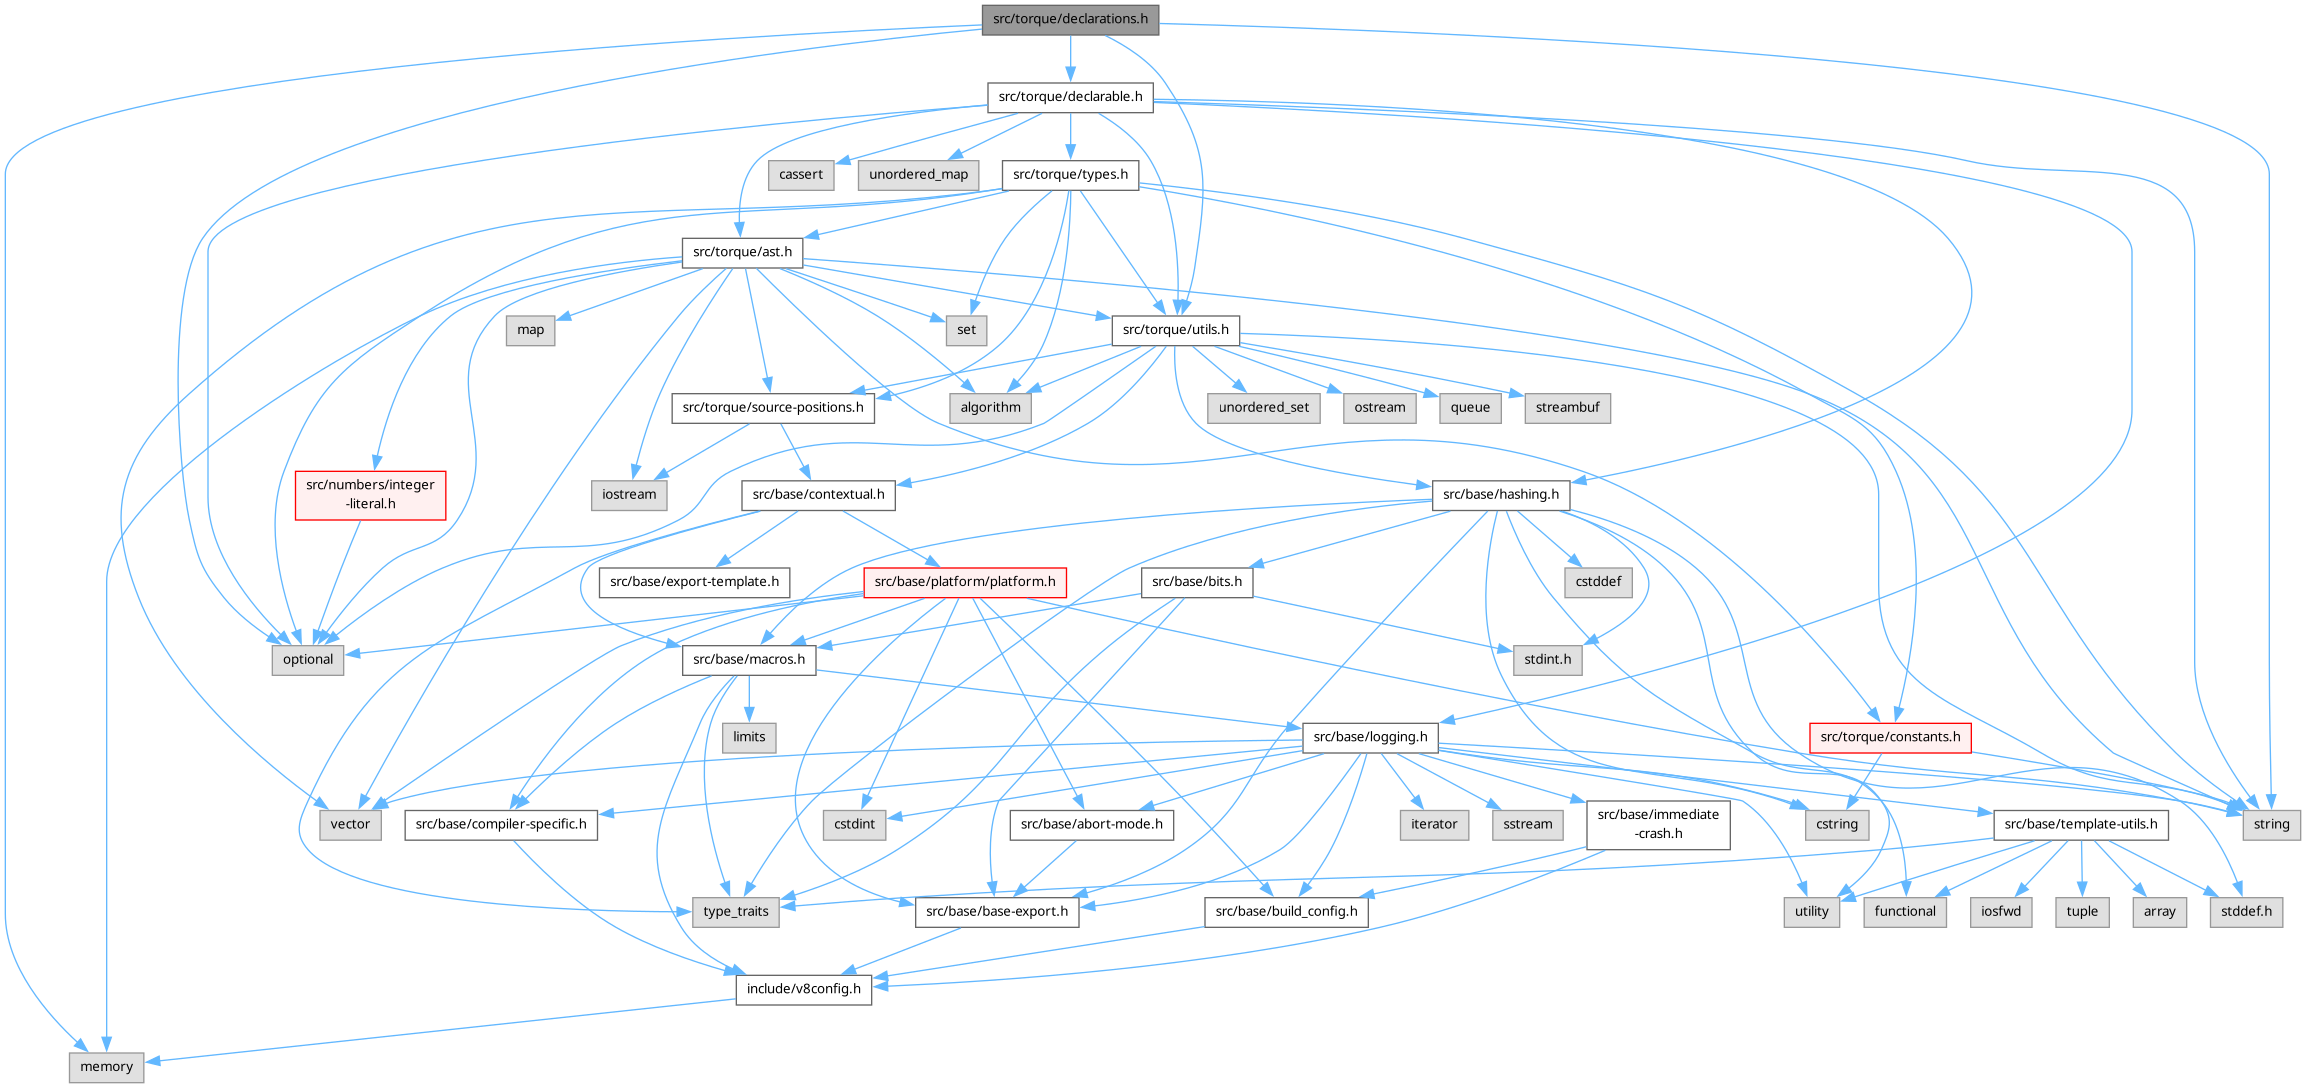 src/torque/declarations.h
src/torque/declarable.h
cassert
unordered_map
src/torque/types.h
src/torque/ast.h
map
set
src/torque/utils.h
src/torque/source-positions.h
algorithm
unordered_set
ostream
queue
streambuf
src/numbers/integer
-literal.h
iostream
src/base/contextual.h
src/base/hashing.h
src/base/export-template.h
src/base/platform/platform.h
src/base/bits.h
cstddef
optional
src/base/macros.h
stdint.h
limits
src/base/logging.h
src/torque/constants.h
vector
src/base/compiler-specific.h
cstdint
src/base/abort-mode.h
iterator
sstream
src/base/immediate
-crash.h
cstring
src/base/template-utils.h
string
type_traits
src/base/base-export.h
src/base/build_config.h
utility
functional
iosfwd
tuple
array
stddef.h
include/v8config.h
memory